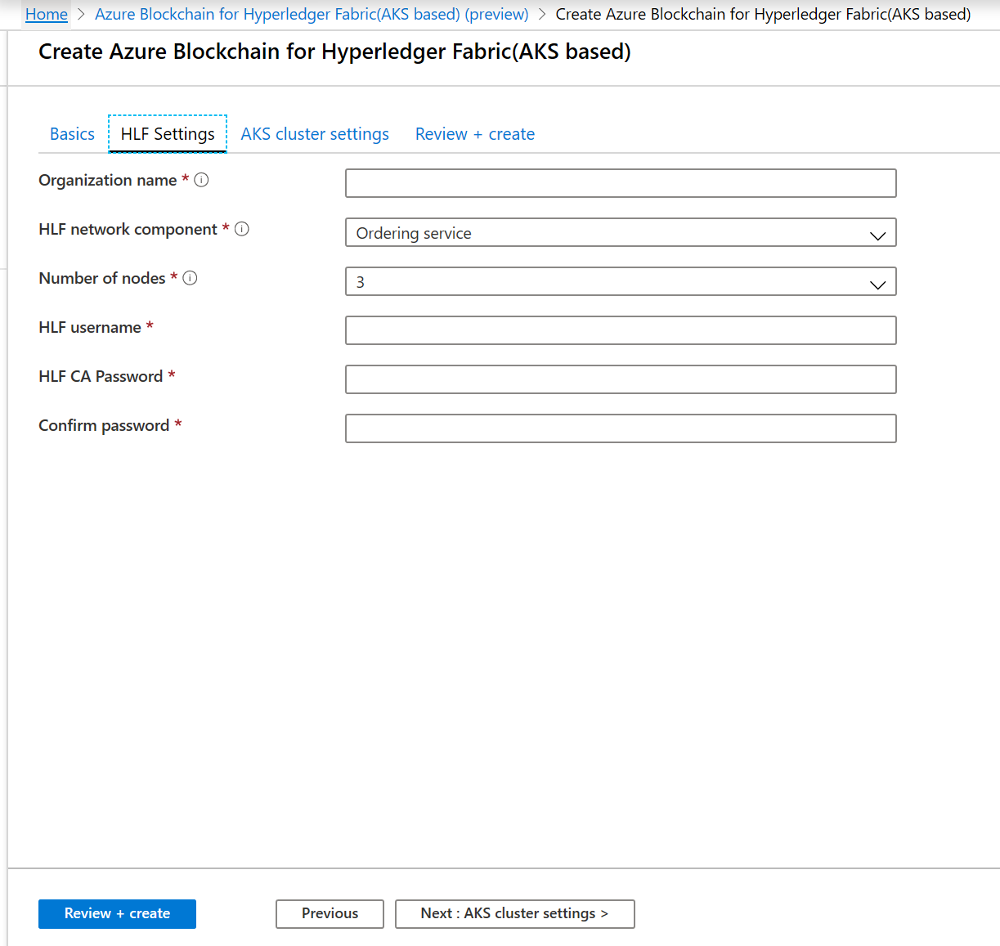 Home > Azure Blockchain for Hyperledger Fabric(AKS based) (preview) > Create Azure Blockchain for Hyperledger Fabric(AKS based)
Create Azure Blockchain for Hyperledger Fabric(AKS based)
Basics HLF Settings AKS cluster settings Review + create
Organization name *
HLF network component * Ordering service
Number of nodes * 3
HLF username *
HLF CA Password *
Confirm password *
Review + create Previous Next : AKS cluster settings >